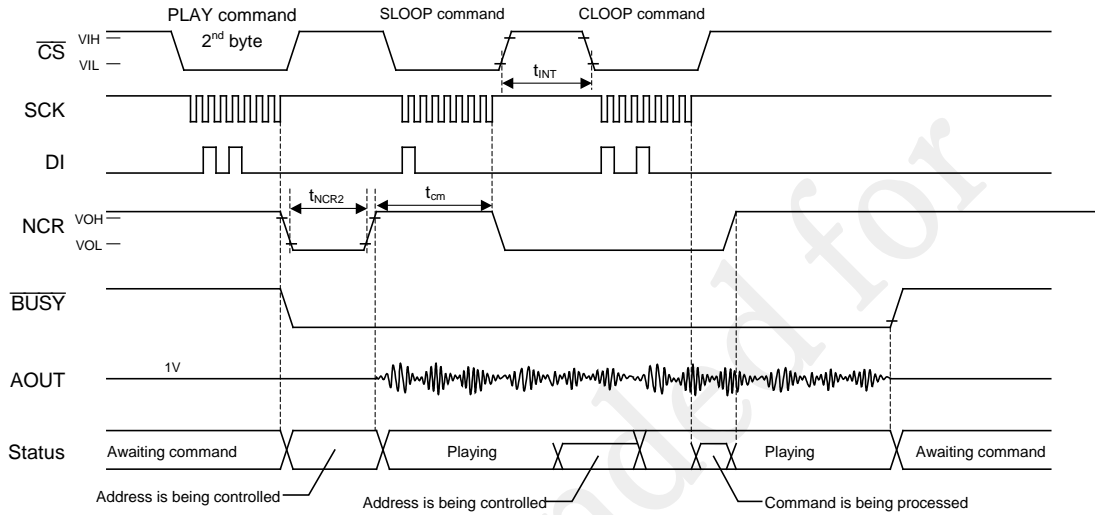 PLAY command
2nd byte
SLOOP command
CLOOP command
CS
VIH
VIL
tINT
SCK
DI
tNCR2
tcm
NCR
VOH
VOL
BUSY
AOUT
1V
Status
Awaiting command
Playing
Playing
Awaiting command
Address is being controlled
Address is being controlled
Command is being processed